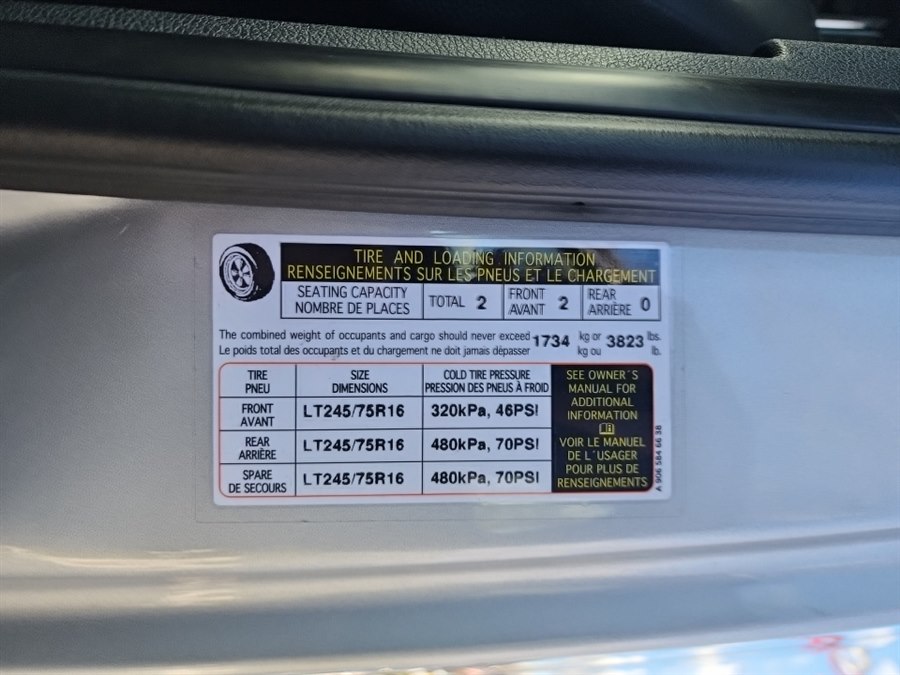 TIRE AND LOADING INFORMATION
RENSEIGNEMENTS SUR LES PNEUS ET LE CHARGEMENT
SEATING CAPACITY
NOMBRE DE PLACES
TOTAL 2
FRONT
AVANT 2
REAR
ARRIÈRE 0
The combined weight of occupants and cargo should never exceed 1734 kg or 3823 lbs.
Le poids total des occupants et du chargement ne doit jamais dépasser kg ou lb.
TIRE
PNEU
SIZE
DIMENSIONS
COLD TIRE PRESSURE
PRESSION DES PNEUS À FROID
FRONT
AVANT
LT245/75R16
320kPa, 46PSI
REAR
ARRIÈRE
LT245/75R16
480kPa, 70PSI
SPARE
DE SECOURS
LT245/75R16
480kPa, 70PSI
SEE OWNER´S
MANUAL FOR
ADDITIONAL
INFORMATION
VOIR LE MANUEL
DE L´USAGER
POUR PLUS DE
RENSEIGNEMENTS
A 906 584 66 38